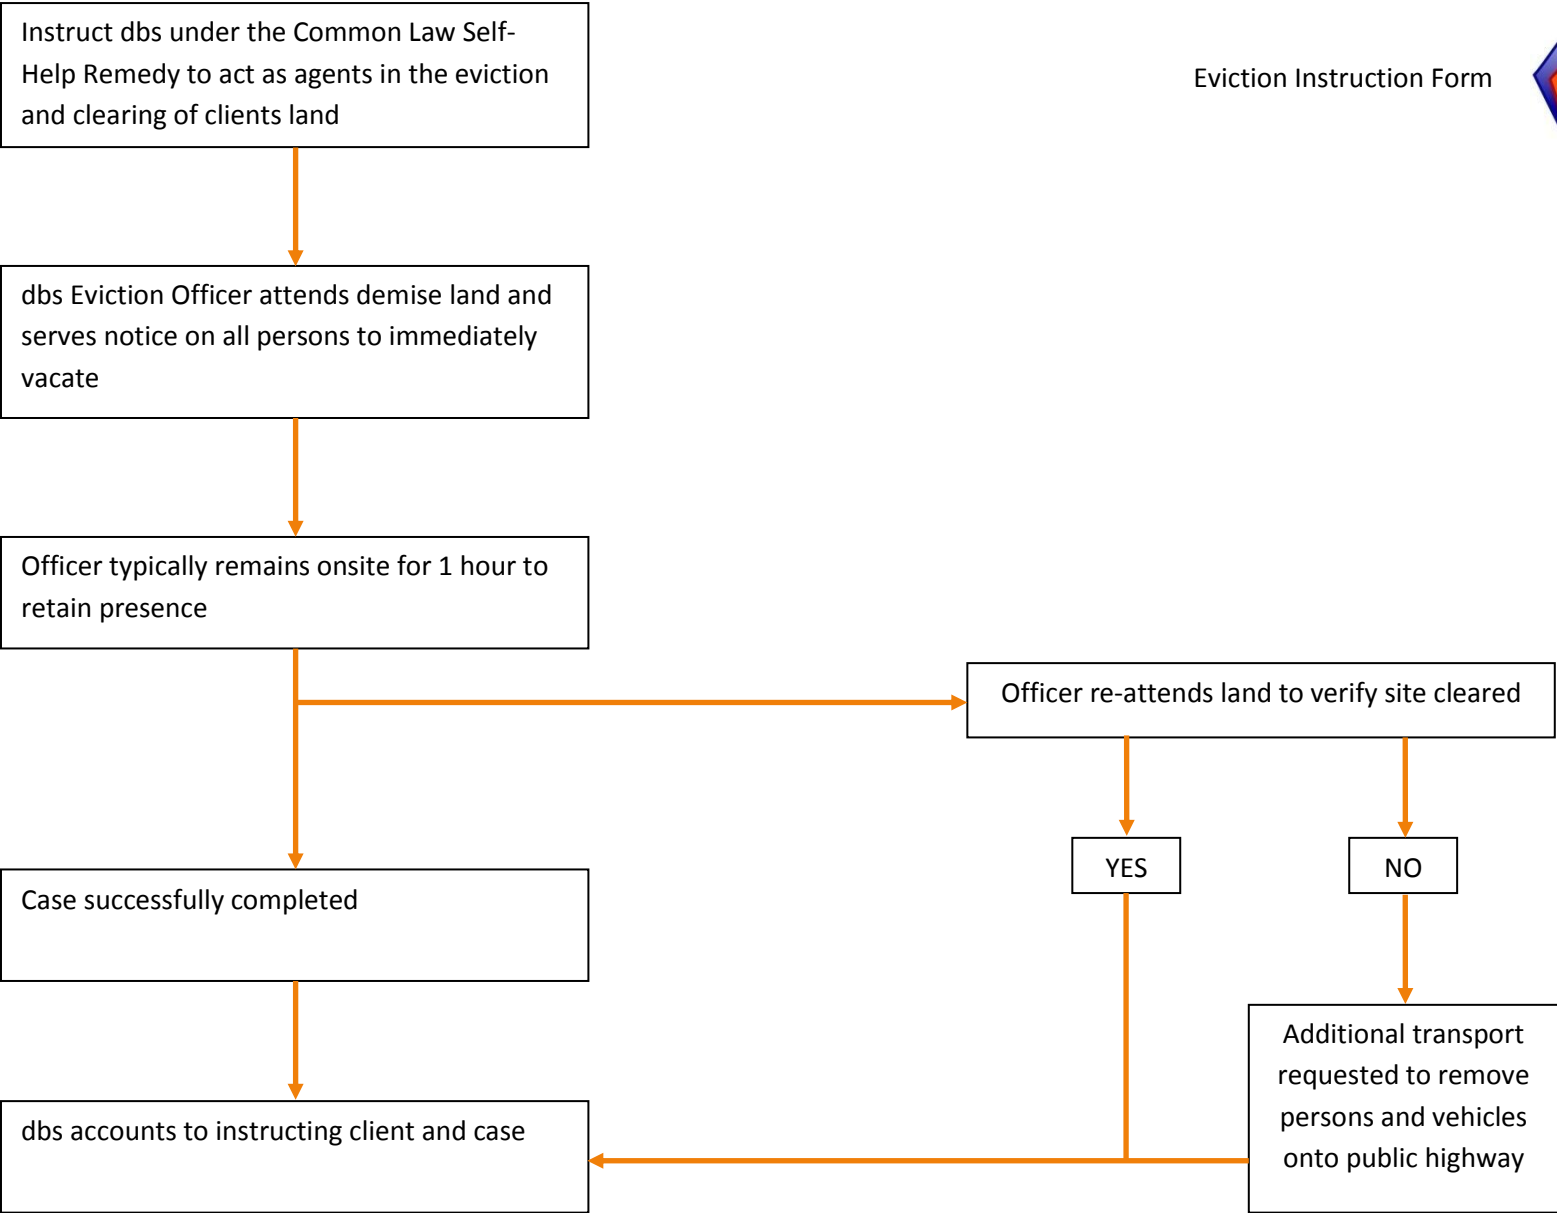 Instruct dbs under the Common Law Self-
Help Remedy to act as agents in the eviction
and clearing of clients land
Eviction Instruction Form
dbs Eviction Officer attends demise land and
serves notice on all persons to immediately
vacate
Officer typically remains onsite for 1 hour to
retain presence
Officer re-attends land to verify site cleared
YES
NO
Case successfully completed
Additional transport
requested to remove
persons and vehicles
onto public highway
dbs accounts to instructing client and case